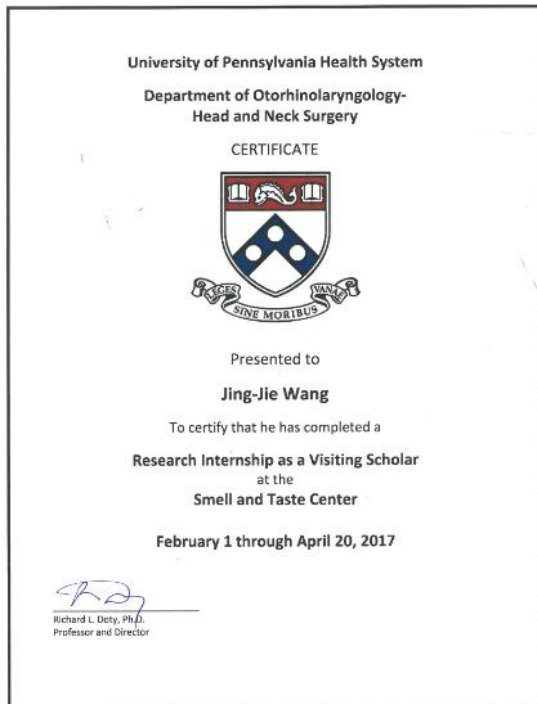 University of Pennsylvania Health System
Department of Otorhinolaryngology-
Head and Neck Surgery
CERTIFICATE
LEGES VANAE
SINE MORIBUS
Presented to
Jing-Jie Wang
To certify that he has completed a
Research Internship as a Visiting Scholar
at the
Smell and Taste Center
February 1 through April 20, 2017
Richard L. Doty, Ph.D.
Professor and Director